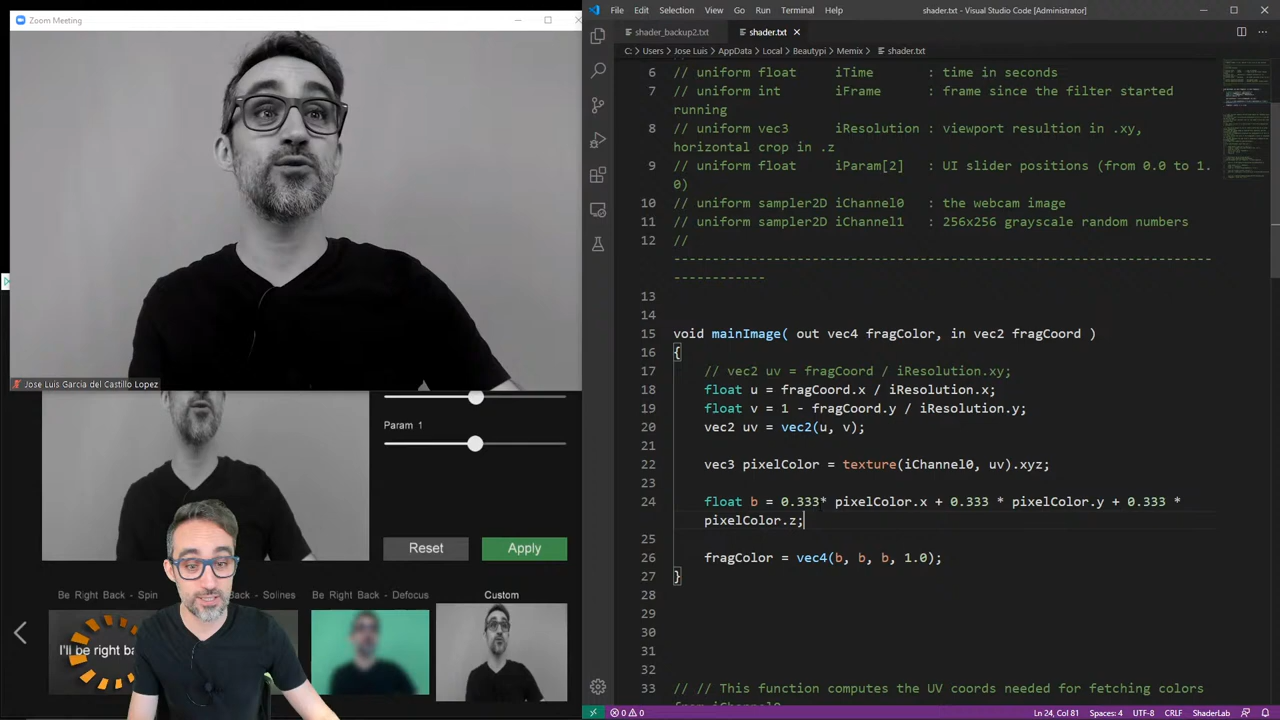 Zoom Meeting
Jose Luis García del Castillo Lopez
Param 1
Reset
Apply
Be Right Back - Spin
Back - So
ines
Be Right Back - Defocus
Custom
I'll be right ba
File Edit Selection View Go Run Terminal Help
shader.txt - Visual Studio Code [Administrator]
shader_backup2.txt
shader.txt
C: > Users > Jose Luis > AppData > Local > Beautypi > Memix > shader.txt
6 // uniform float iTime : time in seconds
7 // uniform int iFrame : frame since the filter started
running
8 // uniform vec3 iResolution : viewport resultion in .xy,
horizontal crop in .z
9 // uniform float iParam[2] : UI slider positions (from 0.0 to 1.
0)
10 // uniform sampler2D iChannel0 : the webcam image
11 // uniform sampler2D iChannel1 : 256x256 grayscale random numbers
12 //
----------------------------------------------------------------------
------------
13
14
15 void mainImage( out vec4 fragColor, in vec2 fragCoord )
16 {
17 // vec2 uv = fragCoord / iResolution.xy;
18 float u = fragCoord.x / iResolution.x;
19 float v = 1 - fragCoord.y / iResolution.y;
20 vec2 uv = vec2(u, v);
21
22 vec3 pixelColor = texture(iChannel0, uv).xyz;
23
24 float b = 0.333* pixelColor.x + 0.333 * pixelColor.y + 0.333 *
pixelColor.z;
25
26 fragColor = vec4(b, b, b, 1.0);
27 }
28
29
30
31
32
33 // // This function computes the UV coords needed for fetching colors
from iChannel0
0 0
Ln 24, Col 81 Spaces: 4 UTF-8 CRLF ShaderLab